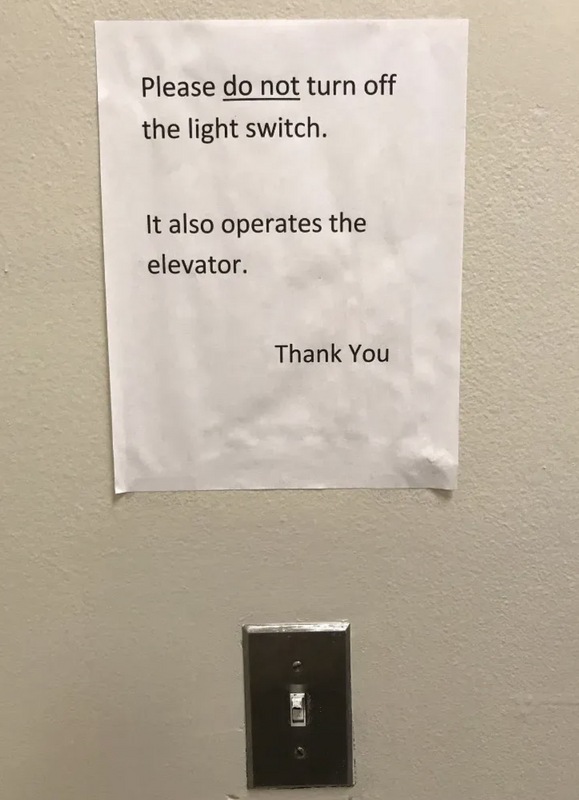 Please do not turn off
the light switch.
It also operates the
elevator.
Thank You